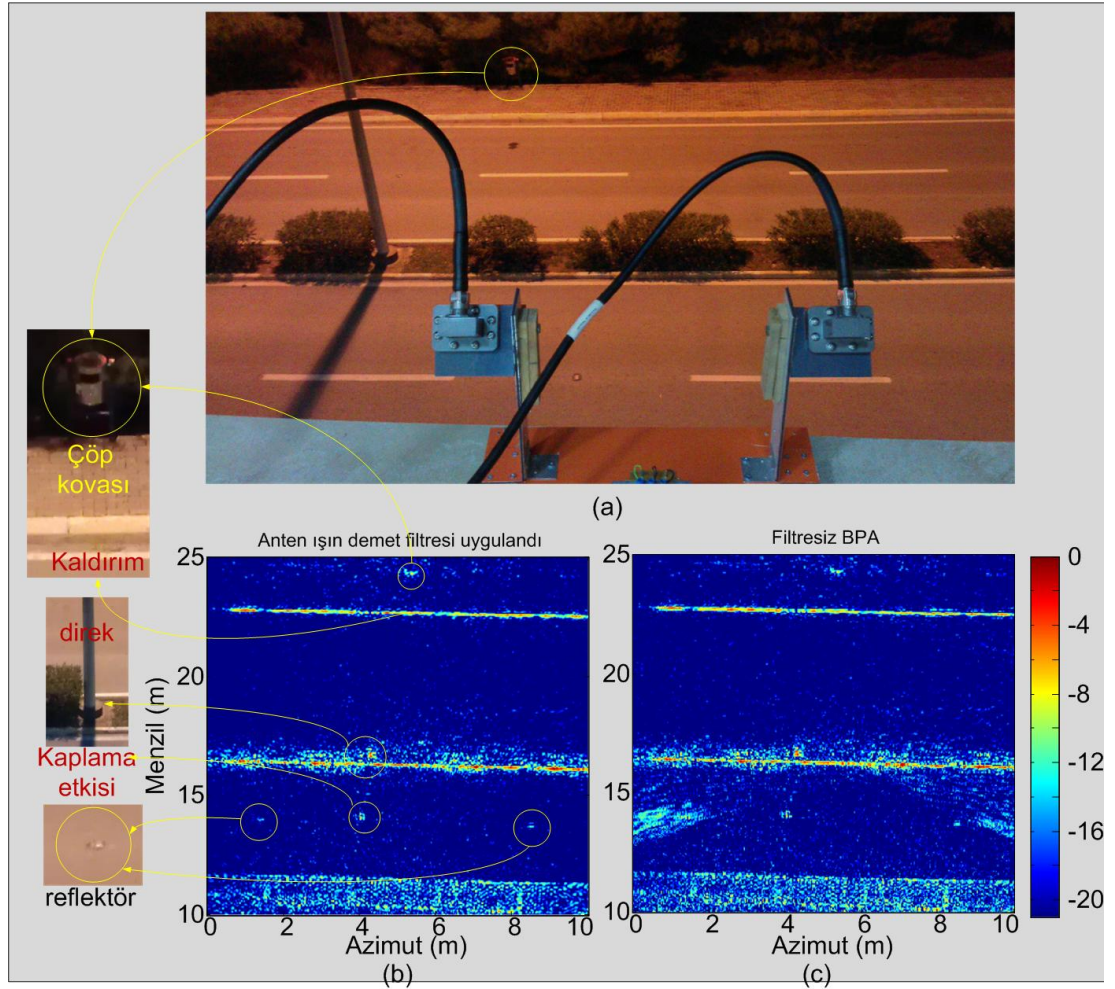 (a)
Çöp
kovası
Kaldırım
direk
Kaplama
etkisi
reflektör
Anten ışın demet filtresi uygulandı
25
20
15
10
Menzil (m)
0 2 4 6 8 10
Azimut (m)
(b)
Filtresiz BPA
25
20
15
10
0 2 4 6 8 10
Azimut (m)
(c)
0
-4
-8
-12
-16
-20